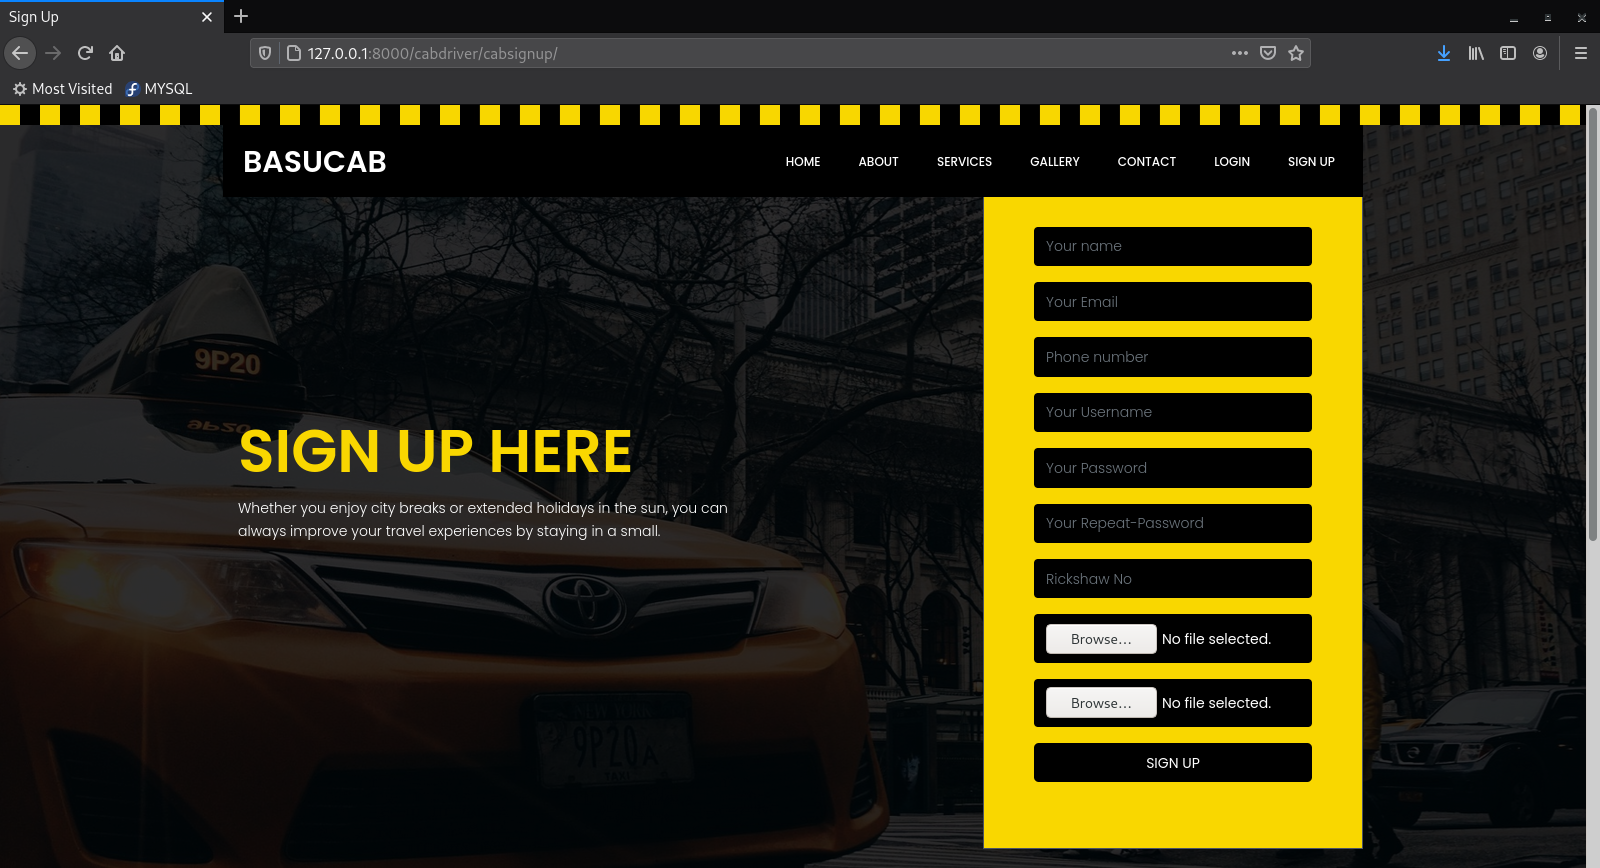 Sign Up
127.0.0.1:8000/cabdriver/cabsignup/
Most Visited MYSQL
BASUCAB
HOME ABOUT SERVICES GALLERY CONTACT LOGIN SIGN UP
9P20
9P20
SIGN UP HERE
Whether you enjoy city breaks or extended holidays in the sun, you can
always improve your travel experiences by staying in a small.
Your name
Your Email
Phone number
Your Username
Your Password
Your Repeat-Password
Rickshaw No
Browse... No file selected.
Browse... No file selected.
SIGN UP
9P20A